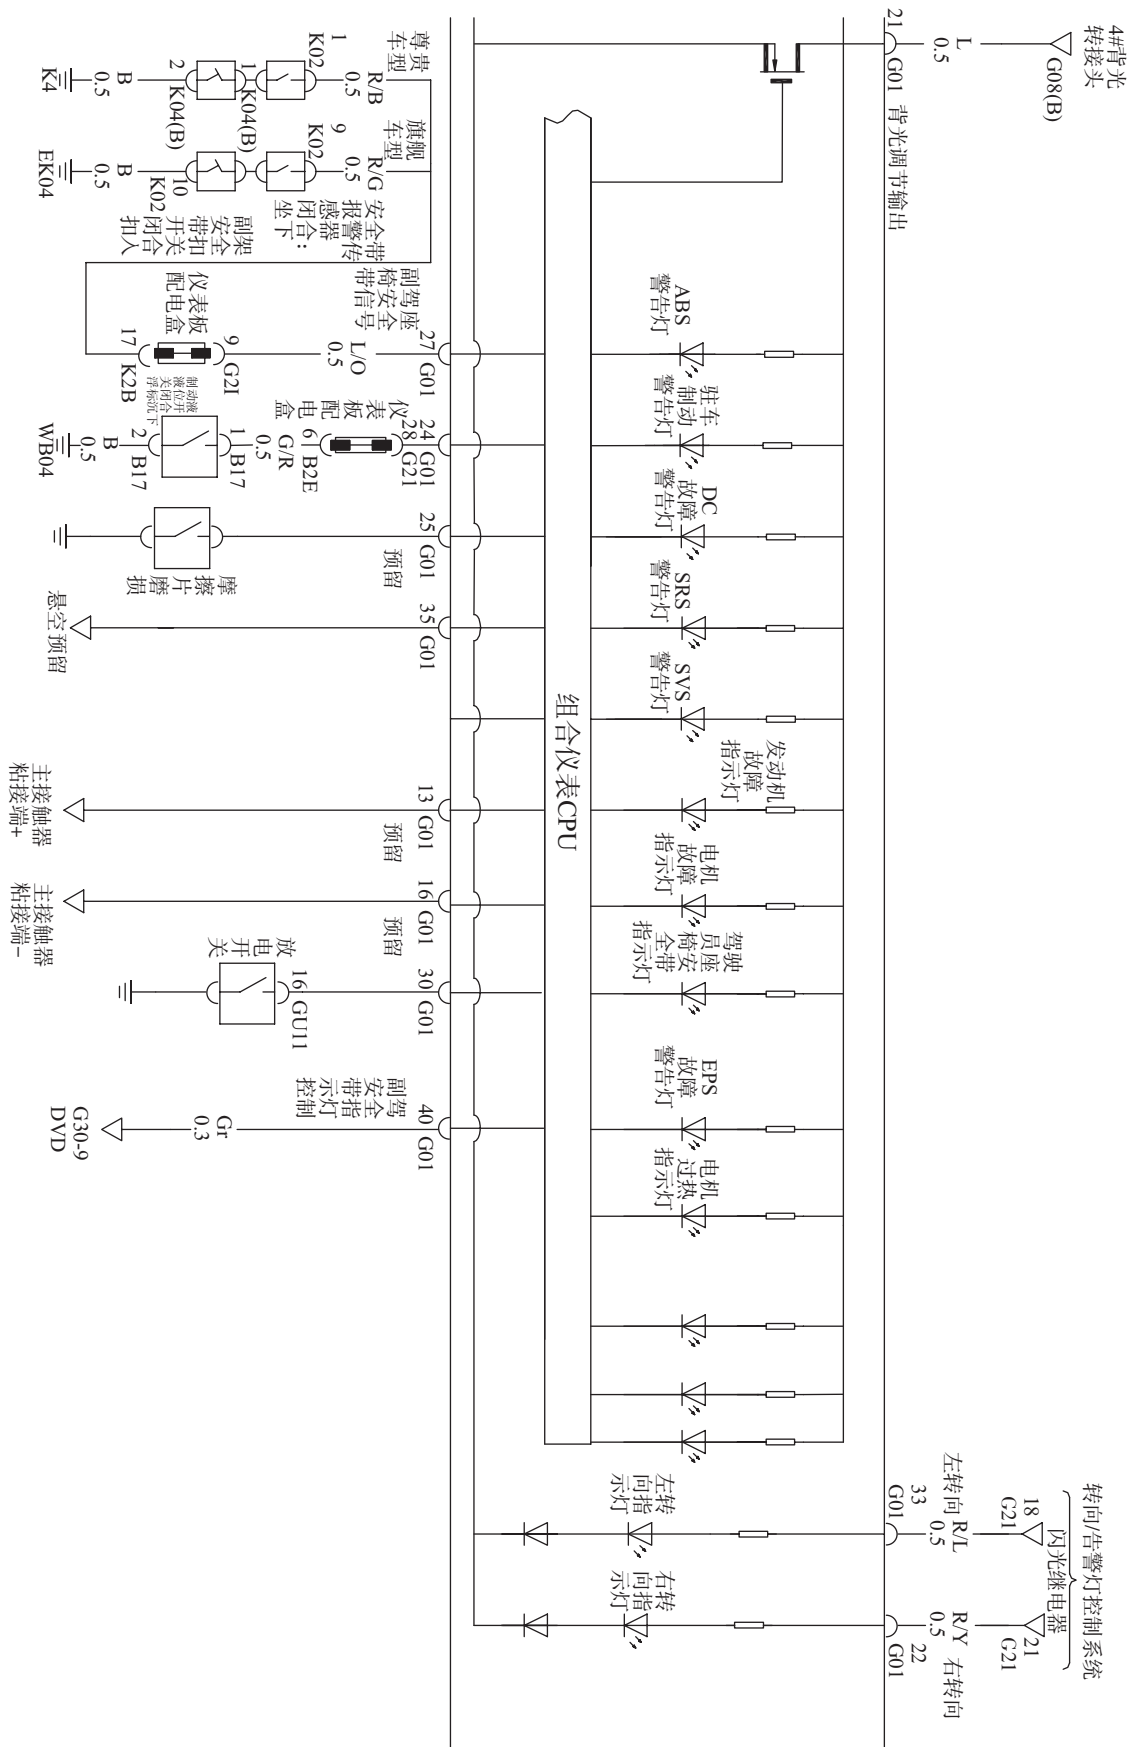 4#背光
转接头
G08(B)
L
0.5
21
G01
背光调节输出
尊贵
车型
1
K02
R/B
0.5
1
K04(B)
2
K04(B)
B
0.5
K4
旗舰
车型
9
K02
R/G
0.5
10
K02
B
0.5
EK04
安全带
报警传
感器
闭合：
坐下
副架
安全
带扣
开关
闭合
扣入
副驾座
椅安全
带信号
27
G01
L/O
0.5
仪表板
配电盒
9
G2I
17
K2B
24
G01
28
G21
仪
表
板
配
电
盒
6
B2E
G/R
0.5
制动液
液位开
关闭合
浮标沉下
1
B17
2
B17
B
0.5
WB04
25
G01
预留
摩
擦
片
磨
损
35
G01
悬空预留
13
G01
预留
主接触器
粘接端+
16
G01
预留
主接触器
粘接端−
30
G01
放
电
开
关
16
GU11
40
G01
副驾
安全
带指
示灯
控制
Gr
0.3
G30-9
DVD
组合仪表CPU
ABS
警告灯
驻车
制动
警告灯
DC
故障
警告灯
SRS
警告灯
SVS
警告灯
发动机
故障
指示灯
电机
故障
指示灯
驾驶
员座
椅安
全带
指示灯
EPS
故障
警告灯
电机
过热
指示灯
左转
向指
示灯
右转
向指
示灯
转向/告警灯控制系统
闪光继电器
18
G21
R/L
0.5
左转向
33
G01
21
G21
R/Y
0.5
右转向
22
G01